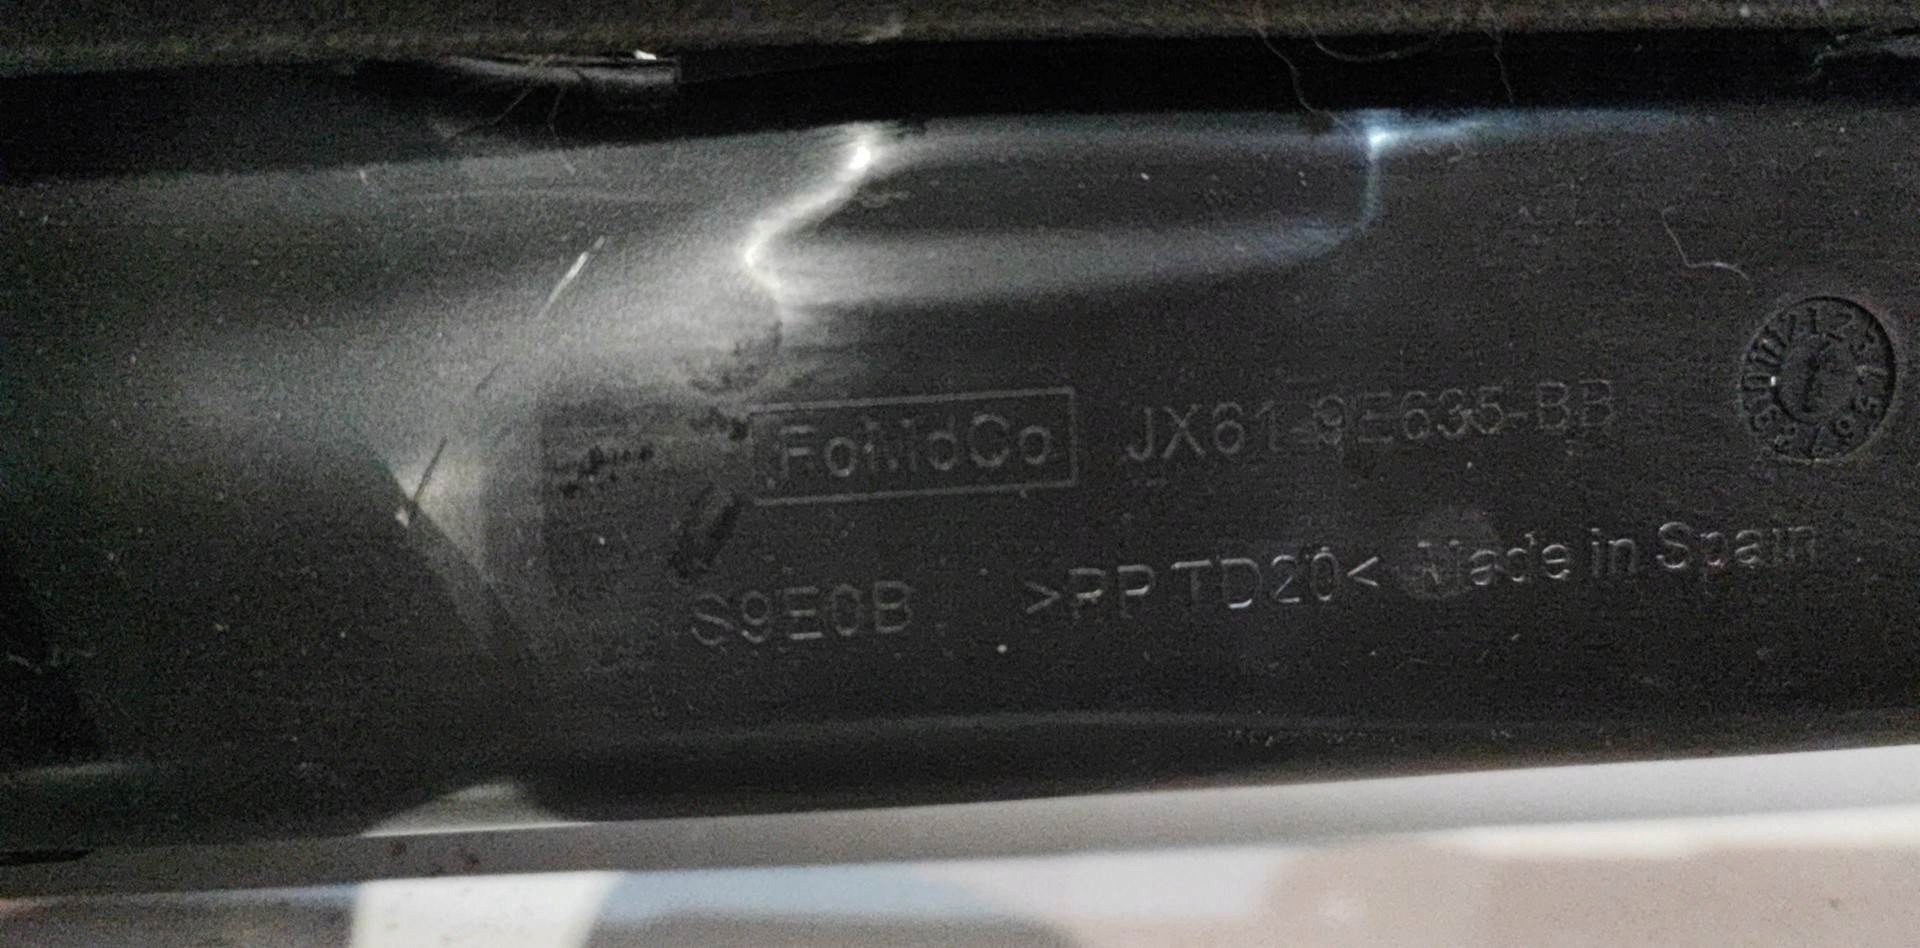 FoMoCo JX61-9E635-BB
S9E0B >PP TD20< Made in Spain